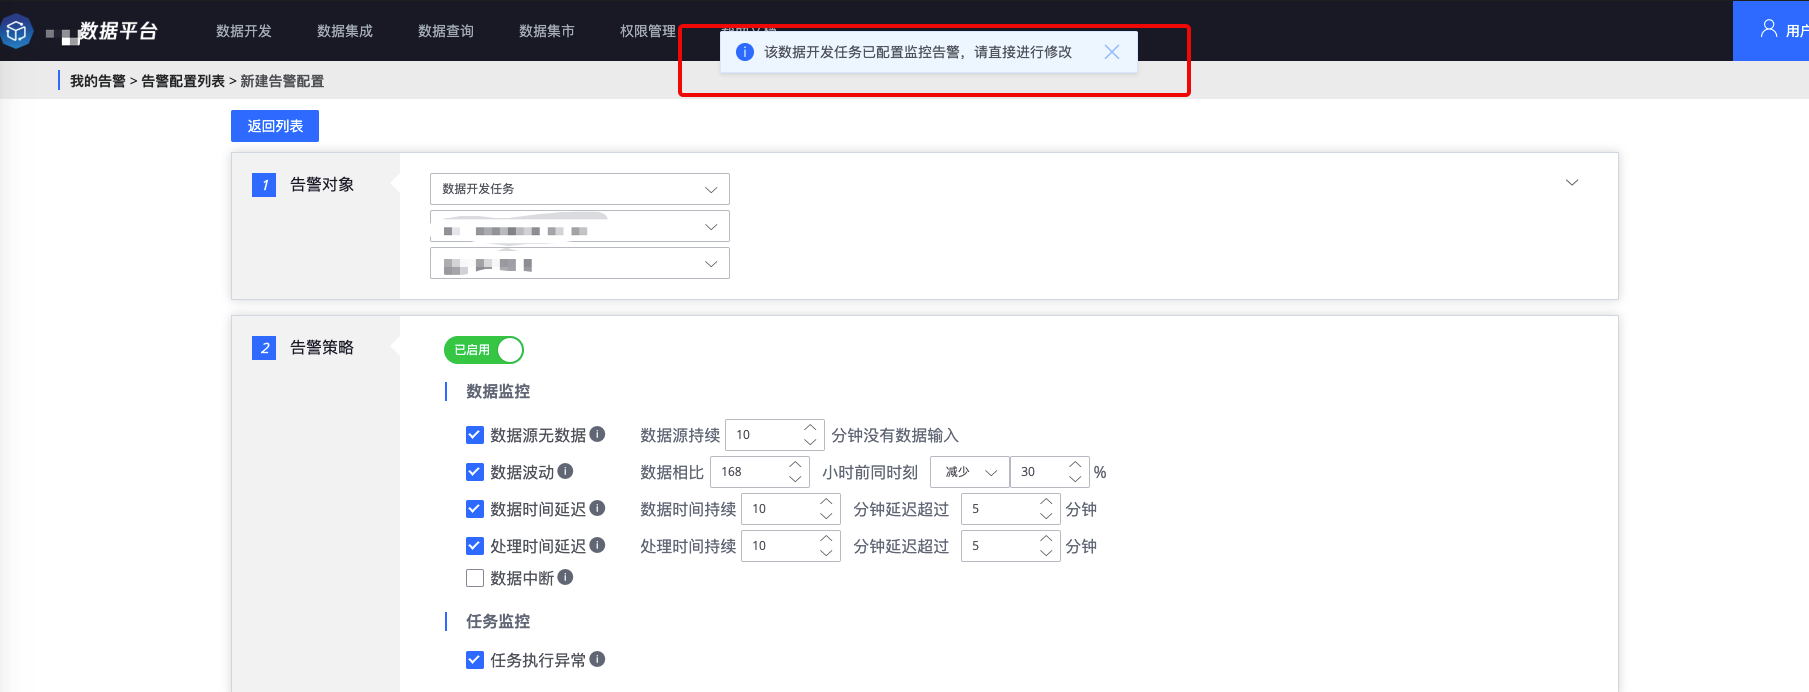 数据平台
数据开发 数据集成 数据查询 数据集市 权限管理
用户
该数据开发任务已配置监控告警，请直接进行修改
我的告警 > 告警配置列表 > 新建告警配置
返回列表
1 告警对象
数据开发任务
2 告警策略
已启用
数据监控
数据源无数据 数据源持续 10 分钟没有数据输入
数据波动 数据相比 168 小时前同时刻 减少 30 %
数据时间延迟 数据时间持续 10 分钟延迟超过 5 分钟
处理时间延迟 处理时间持续 10 分钟延迟超过 5 分钟
数据中断
任务监控
任务执行异常